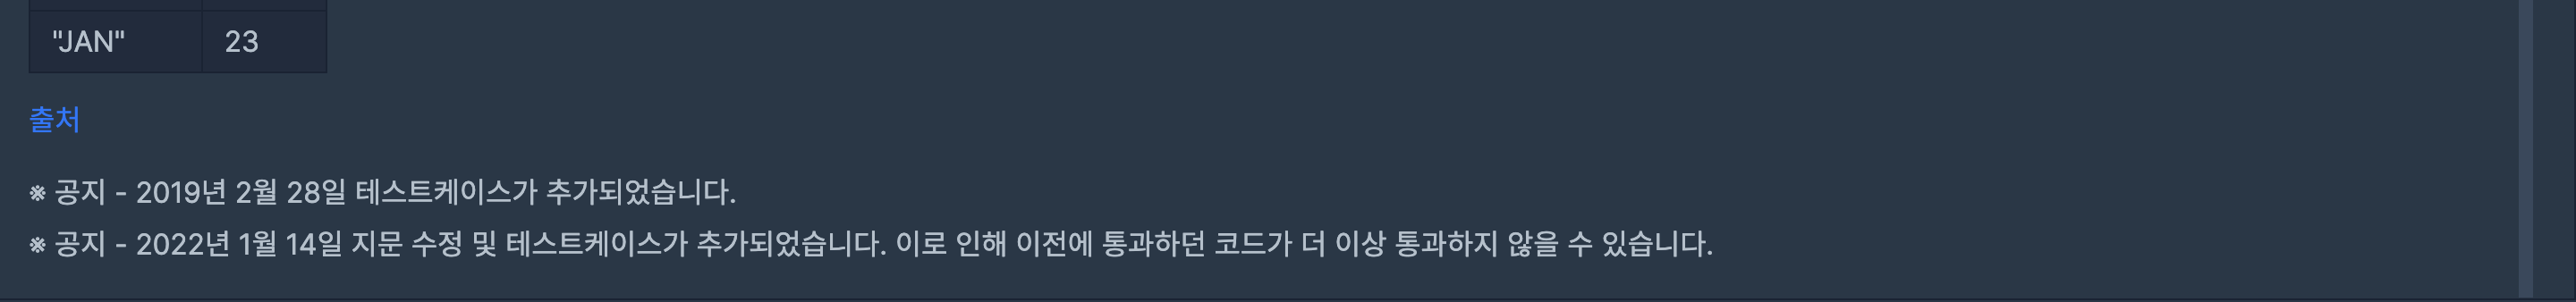 "JAN" 23
출처
※ 공지 - 2019년 2월 28일 테스트케이스가 추가되었습니다.
※ 공지 - 2022년 1월 14일 지문 수정 및 테스트케이스가 추가되었습니다. 이로 인해 이전에 통과하던 코드가 더 이상 통과하지 않을 수 있습니다.